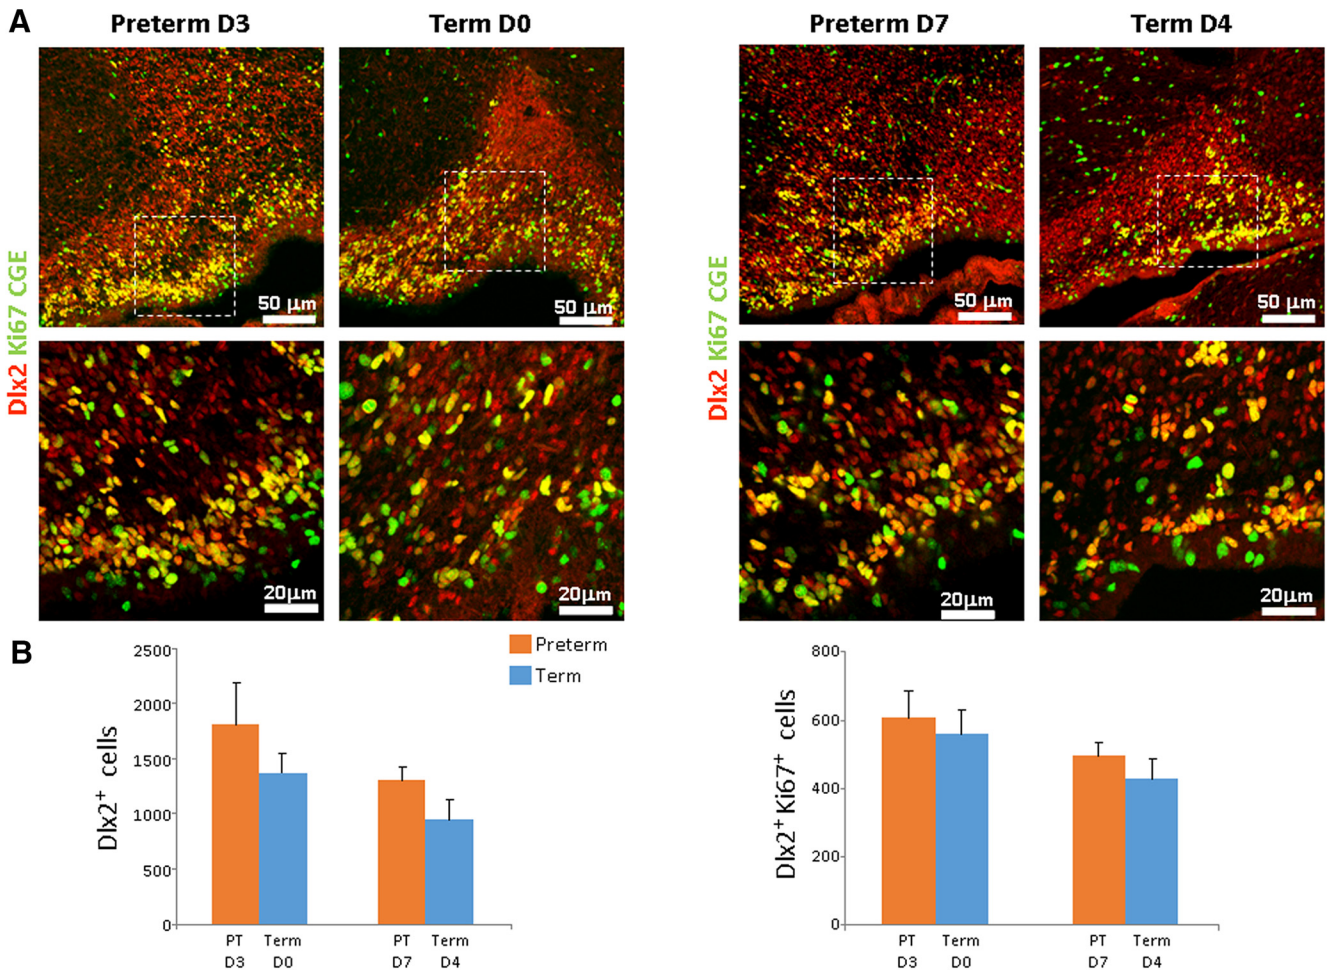 A
Preterm D3
Term D0
Preterm D7
Term D4
Dlx2 Ki67 CGE
50 μm
50 μm
Dlx2 Ki67 CGE
50 μm
50 μm
20μm
20μm
20μm
20μm
B
Preterm
Term
Dlx2+ cells
2500
2000
1500
1000
500
0
PT
D3
Term
D0
PT
D7
Term
D4
Dlx2+Ki67+ cells
800
600
400
200
0
PT
D3
Term
D0
PT
D7
Term
D4